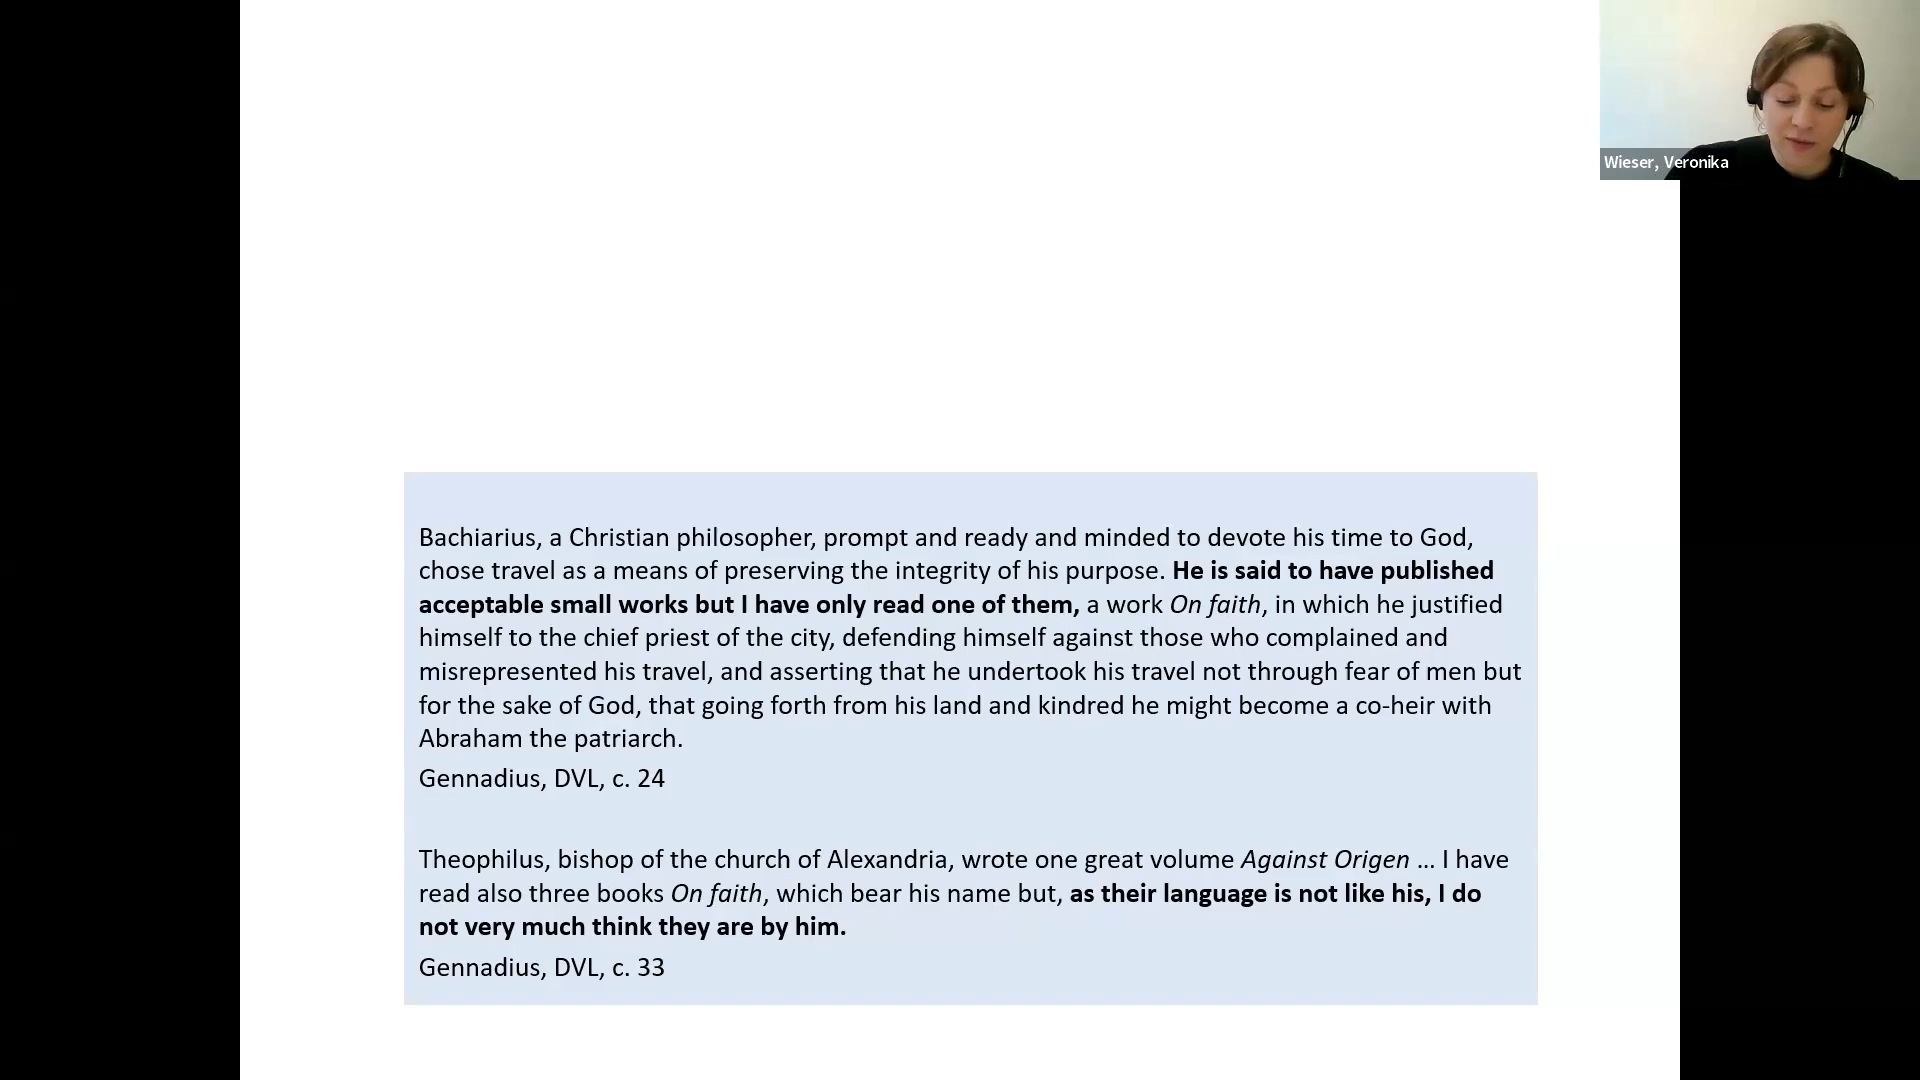 Wieser, Veronika
Bachiarius, a Christian philosopher, prompt and ready and minded to devote his time to God,
chose travel as a means of preserving the integrity of his purpose. He is said to have published
acceptable small works but I have only read one of them, a work On faith, in which he justified
himself to the chief priest of the city, defending himself against those who complained and
misrepresented his travel, and asserting that he undertook his travel not through fear of men but
for the sake of God, that going forth from his land and kindred he might become a co-heir with
Abraham the patriarch.
Gennadius, DVL, c. 24
Theophilus, bishop of the church of Alexandria, wrote one great volume Against Origen … I have
read also three books On faith, which bear his name but, as their language is not like his, I do
not very much think they are by him.
Gennadius, DVL, c. 33